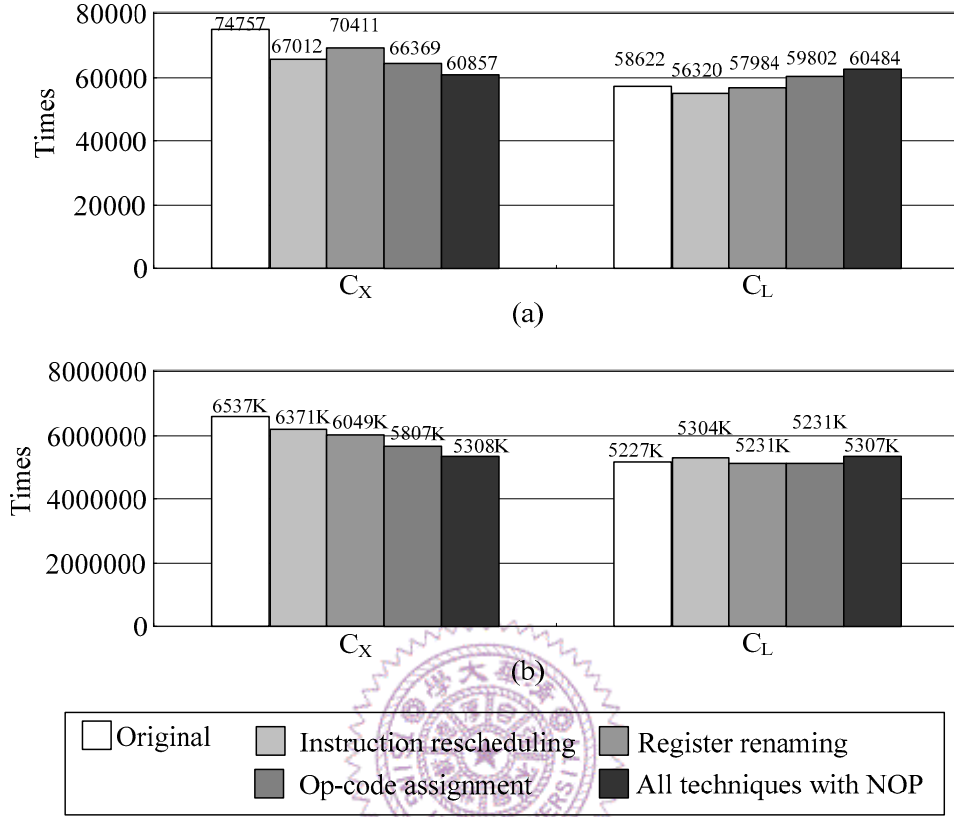 80000
60000
40000
20000
0
Times
74757
67012
70411
66369
60857
58622
56320
57984
59802
60484
C_X
C_L
(a)
8000000
6000000
4000000
2000000
0
Times
6537K
6371K
6049K
5807K
5308K
5227K
5304K
5231K
5231K
5307K
C_X
C_L
(b)
Original
Instruction rescheduling
Register renaming
Op-code assignment
All techniques with NOP